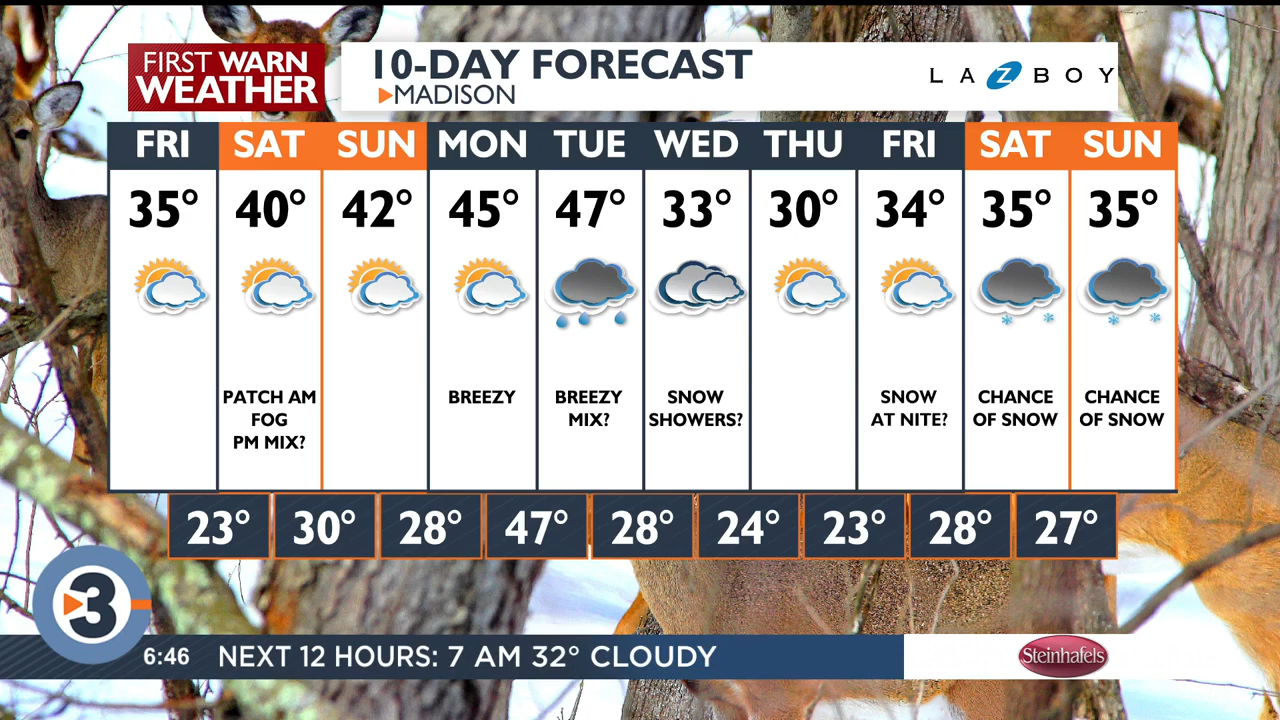 FIRST WARN
WEATHER
10-DAY FORECAST
MADISON
LAZBOY
FRI SAT SUN MON TUE WED THU FRI SAT SUN
35° 40° 42° 45° 47° 33° 30° 34° 35° 35°
PATCH AM
FOG
PM MIX?
BREEZY
BREEZY
MIX?
SNOW
SHOWERS?
SNOW
AT NITE?
CHANCE
OF SNOW
CHANCE
OF SNOW
23° 30° 28° 47° 28° 24° 23° 28° 27°
3
6:46 NEXT 12 HOURS: 7 AM 32° CLOUDY
Steinhafels